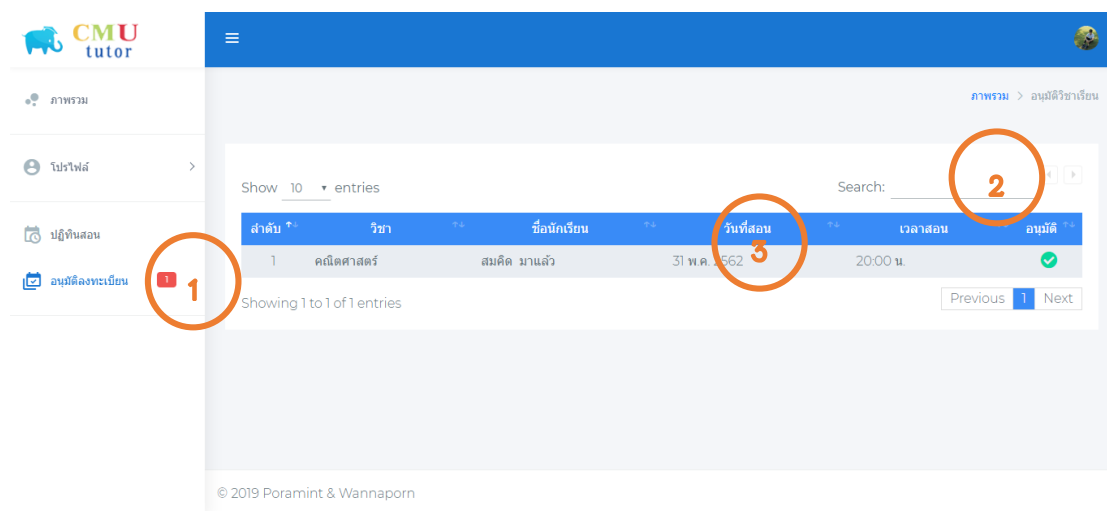 CMU
tutor
ภาพรวม
ภาพรวม > อนุมัติวิชาเรียน
โปรไฟล์
Show 10 entries
Search:
2
ปฏิทินสอน
ลำดับ วิชา ชื่อนักเรียน วันที่สอน เวลาสอน อนุมัติ
3
1 คณิตศาสตร์ สมคิด มาแล้ว 31 พ.ค. 2562 20:00 น.
อนุมัติลงทะเบียน 1
1
Showing 1 to 1 of 1 entries
Previous 1 Next
© 2019 Poramint & Wannaporn